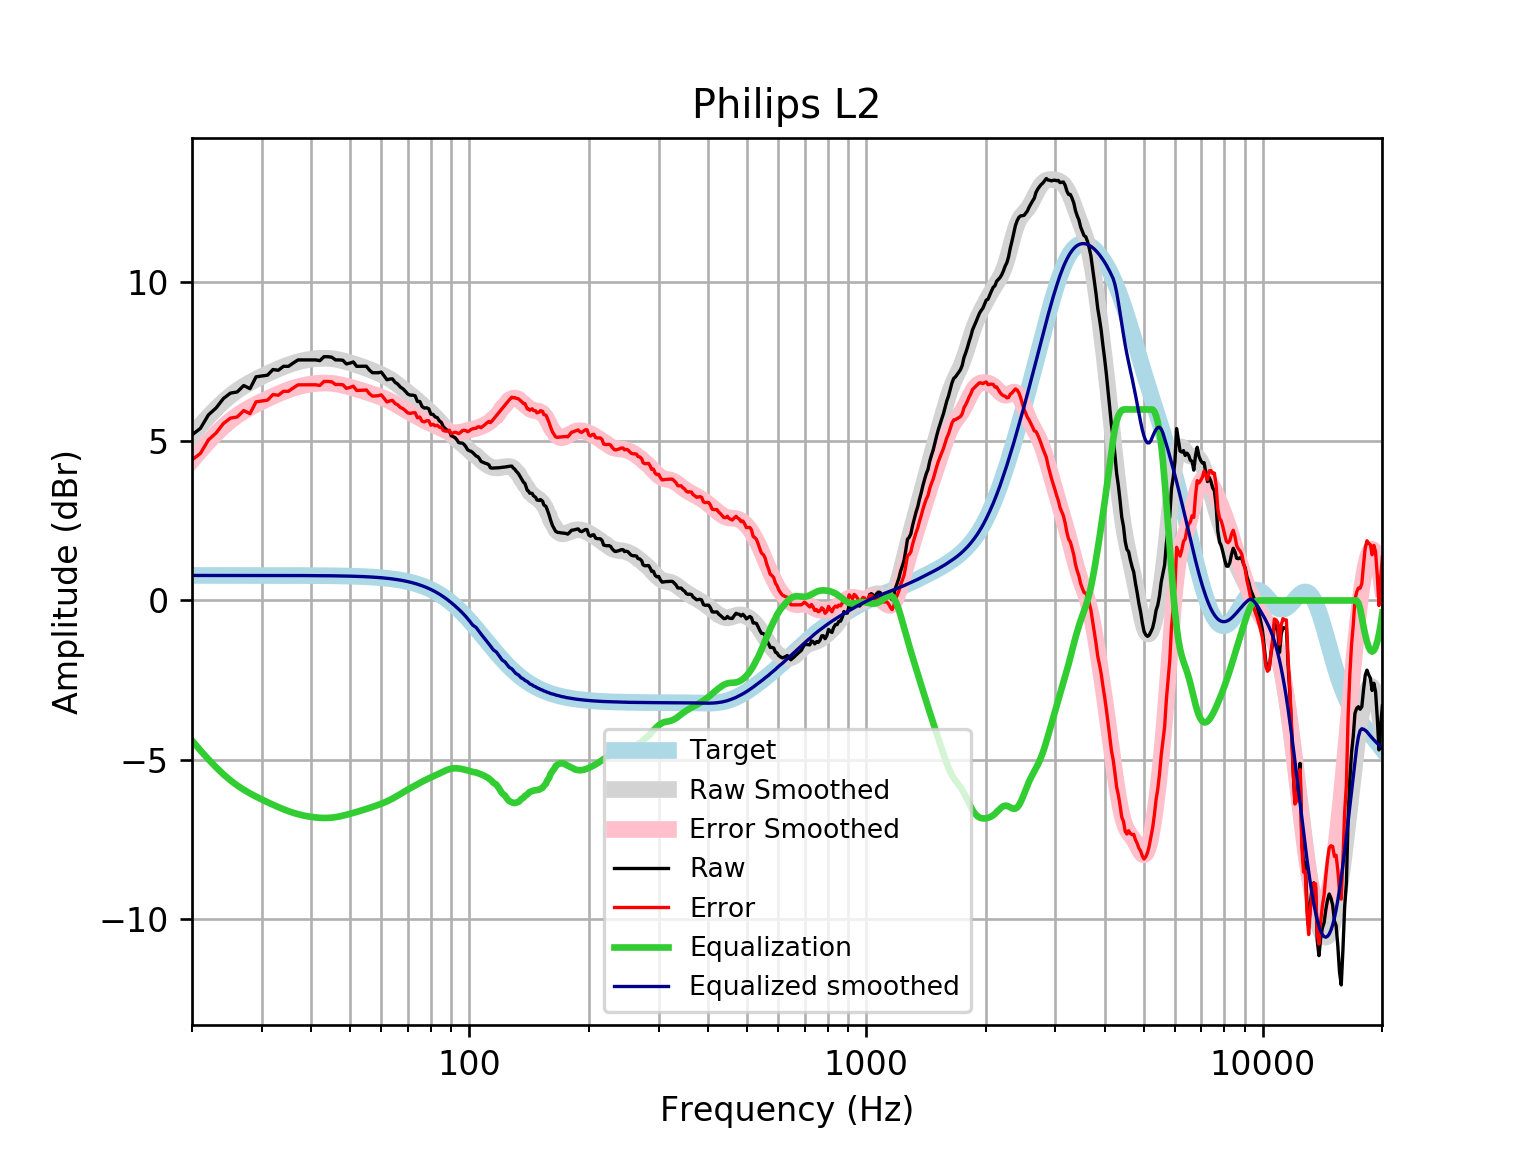 Philips L2
Amplitude (dBr)
10
5
0
−5
−10
Target
Raw Smoothed
Error Smoothed
Raw
Error
Equalization
Equalized smoothed
100 1000 10000
Frequency (Hz)